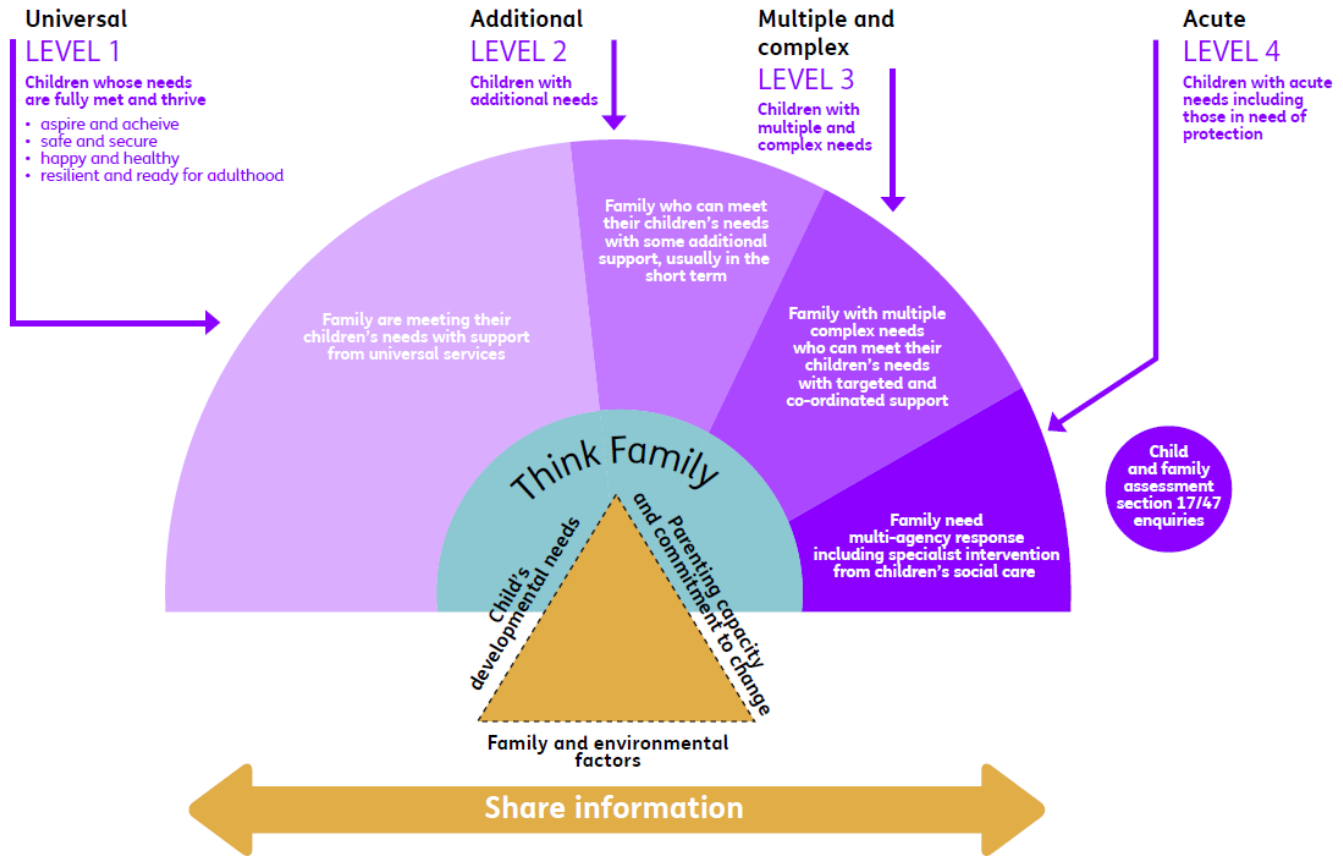 Universal
LEVEL 1
Children whose needs
are fully met and thrive
• aspire and acheive
• safe and secure
• happy and healthy
• resilient and ready for adulthood
Additional
LEVEL 2
Children with
additional needs
Multiple and
complex
LEVEL 3
Children with
multiple and
complex needs
Acute
LEVEL 4
Children with acute
needs including
those in need of
protection
Family are meeting their
children's needs with support
from universal services
Family who can meet
their children's needs
with some additional
support, usually in the
short term
Family with multiple
complex needs
who can meet their
children's needs
with targeted and
co-ordinated support
Family need
multi-agency response
including specialist intervention
from children's social care
Child
and family
assessment
section 17/47
enquiries
Think Family
Child's
developmental needs
Parenting capacity
and commitment to change
Family and environmental
factors
Share information